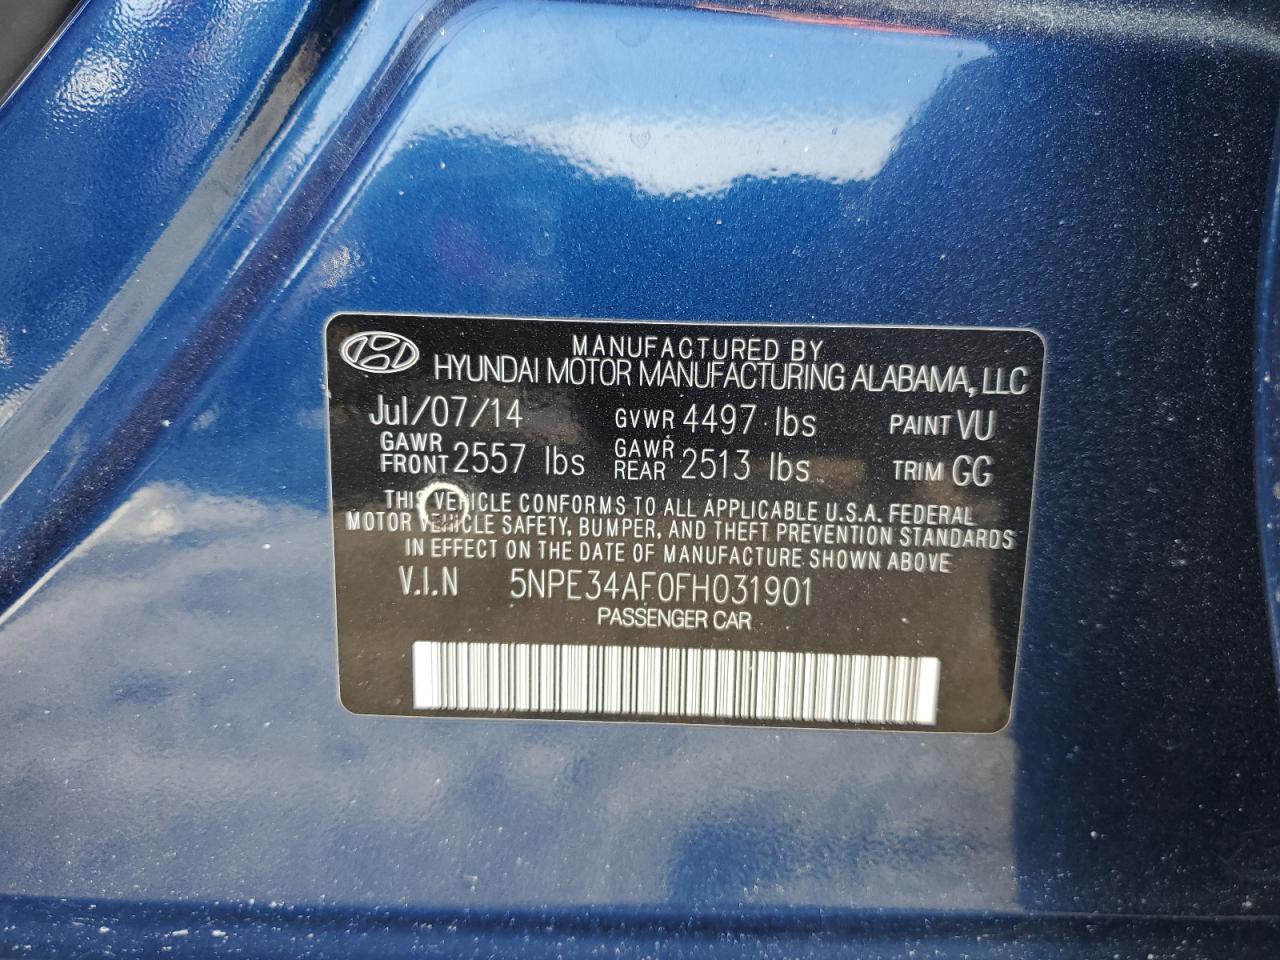 MANUFACTURED BY
HYUNDAI MOTOR MANUFACTURING ALABAMA, LLC
Jul/07/14 GVWR 4497 lbs PAINT VU
GAWR FRONT 2557 lbs GAWR REAR 2513 lbs TRIM GG
THIS VEHICLE CONFORMS TO ALL APPLICABLE U.S.A. FEDERAL
MOTOR VEHICLE SAFETY, BUMPER, AND THEFT PREVENTION STANDARDS
IN EFFECT ON THE DATE OF MANUFACTURE SHOWN ABOVE
V.I.N 5NPE34AF0FH031901
PASSENGER CAR